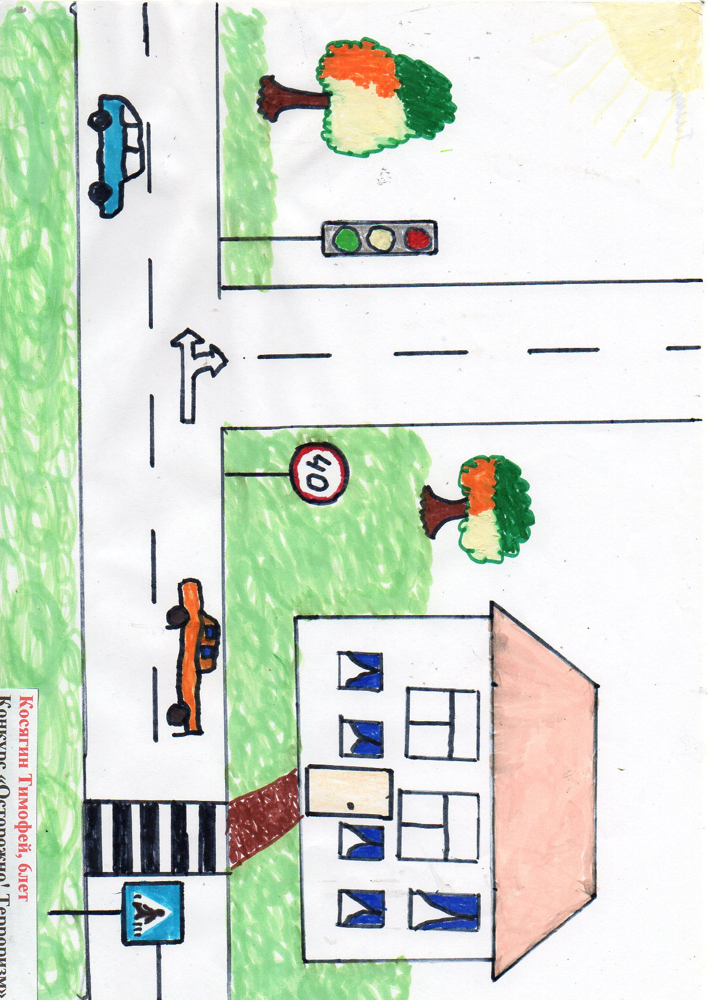 40
Косягин Тимофей, 6лет
Конкурс «Осторожно! Терроризм»